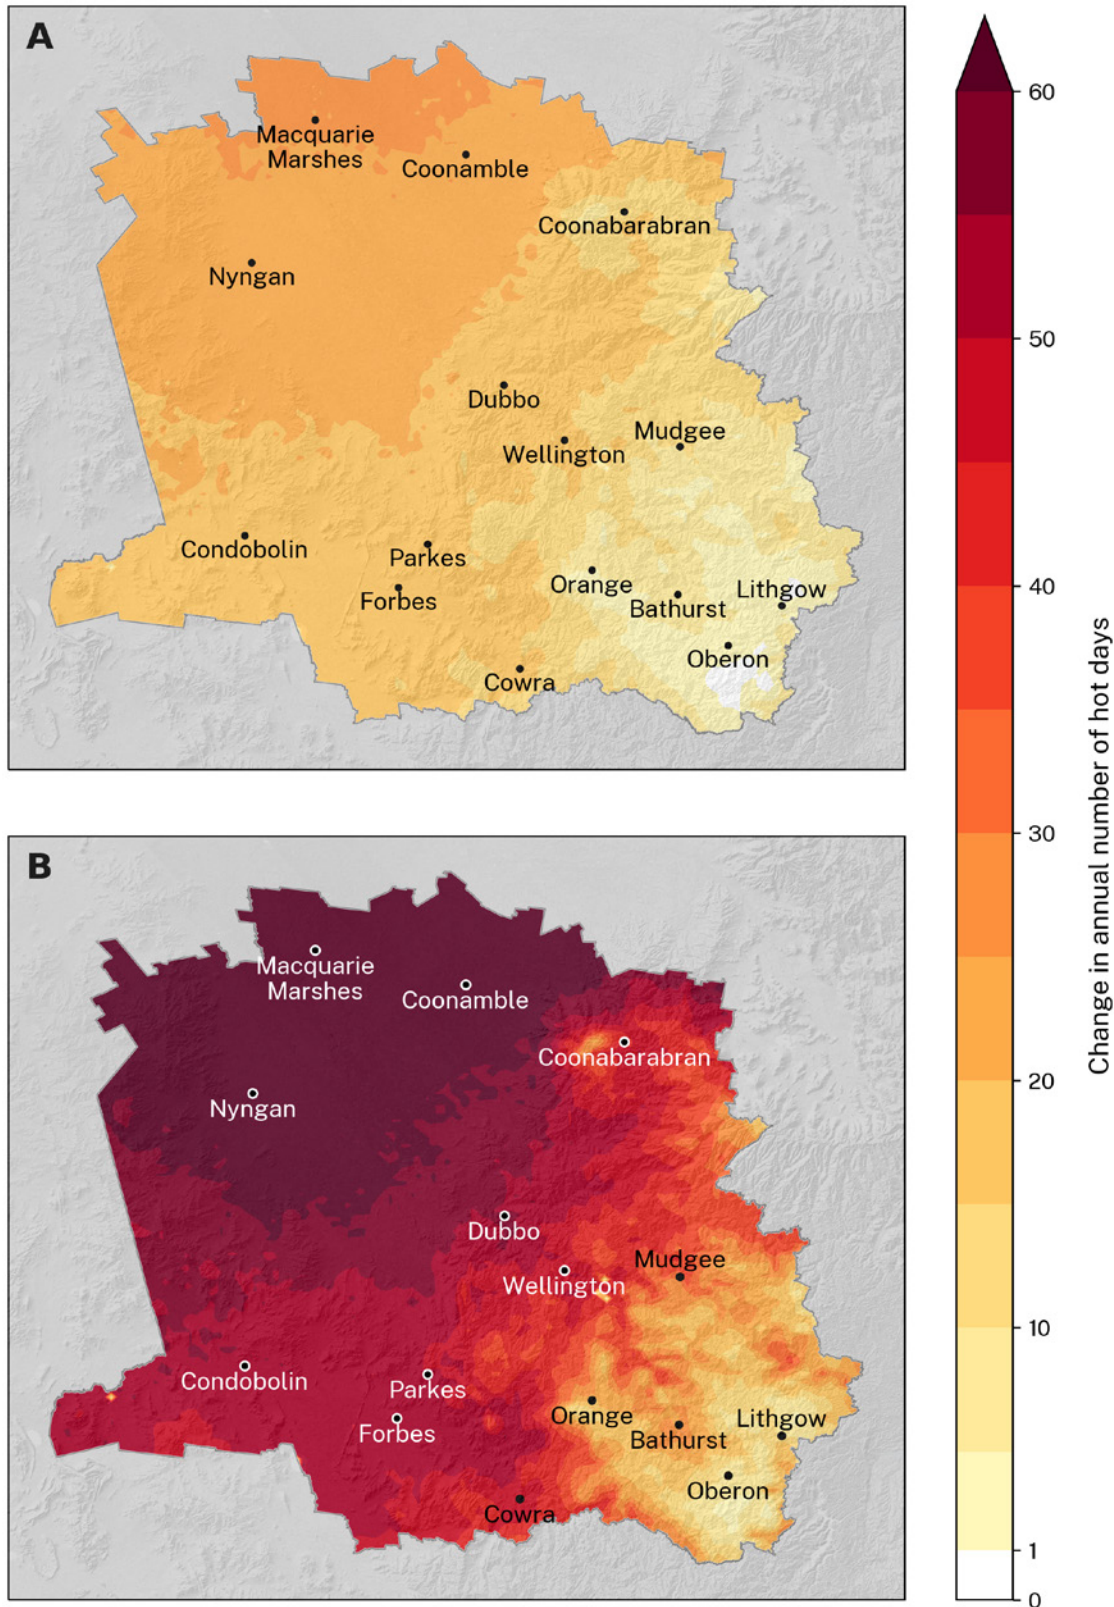 A
Macquarie
Marshes
Coonamble
Coonabarabran
Nyngan
Dubbo
Mudgee
Wellington
Condobolin
Parkes
Orange
Lithgow
Forbes
Bathurst
Oberon
Cowra
B
Macquarie
Marshes
Coonamble
Coonabarabran
Nyngan
Dubbo
Mudgee
Wellington
Condobolin
Parkes
Orange
Lithgow
Forbes
Bathurst
Oberon
Cowra
60
50
40
30
20
10
1
0
Change in annual number of hot days